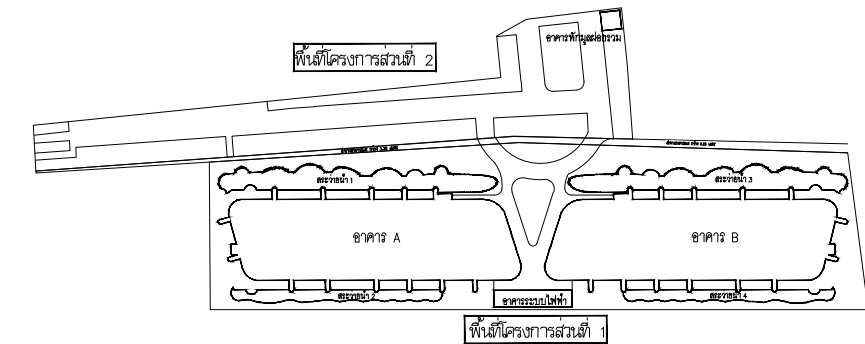 อาคารพักมูลฝอยรวม
พื้นที่โครงการส่วนที่ 2
สระว่ายน้ำ 1
สระว่ายน้ำ 3
อาคาร A
อาคาร B
สระว่ายน้ำ 2
อาคารระบบไฟฟ้า
สระว่ายน้ำ 4
พื้นที่โครงการส่วนที่ 1